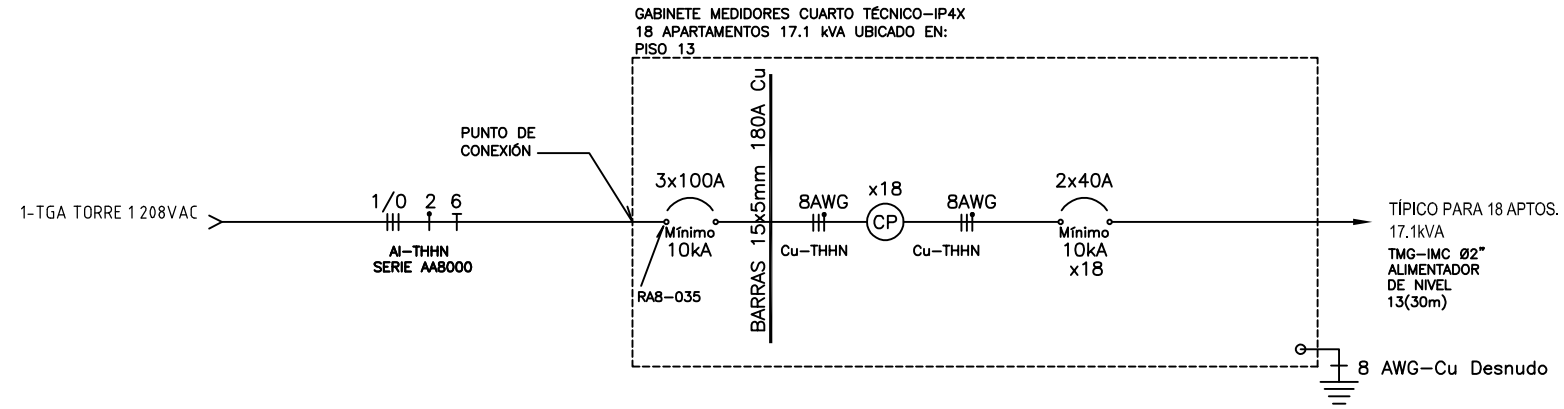 GABINETE MEDIDORES CUARTO TÉCNICO-IP4X
18 APARTAMENTOS 17.1 kVA UBICADO EN:
PISO 13
PUNTO DE
CONEXIÓN
1-TGA TORRE 1 208VAC
1/0 2 6
Al-THHN
SERIE AA8000
3x100A
Mínimo
10kA
RA8-035
BARRAS 15x5mm 180A Cu
8AWG
Cu-THHN
x18
CP
8AWG
Cu-THHN
2x40A
Mínimo
10kA
x18
TÍPICO PARA 18 APTOS.
17.1kVA
TMG-IMC Ø2"
ALIMENTADOR
DE NIVEL
13(30m)
8 AWG-Cu Desnudo